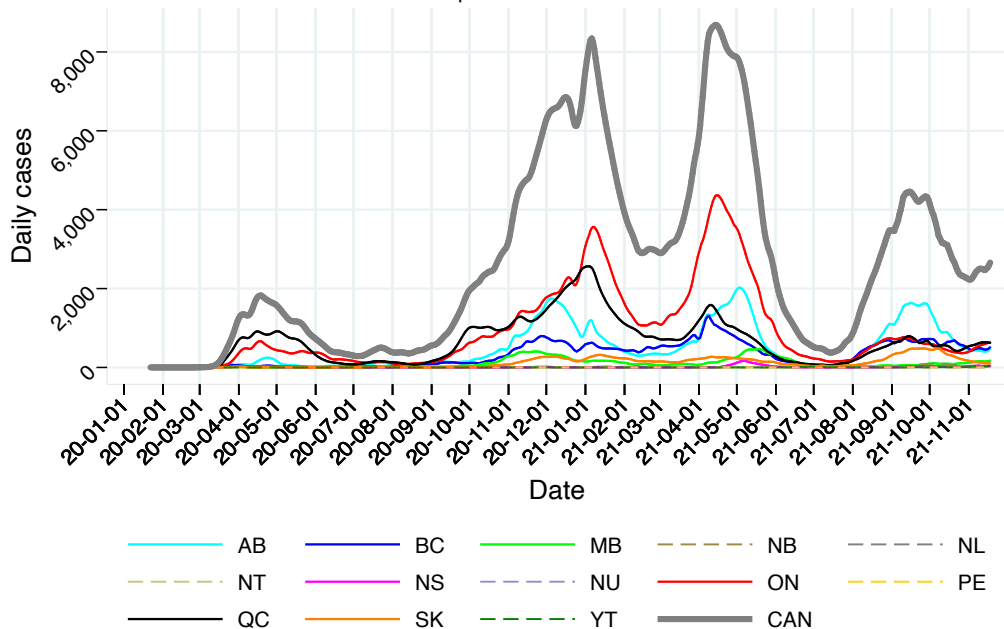 8,000
6,000
4,000
2,000
0
Daily cases
20-01-01 20-02-01 20-03-01 20-04-01 20-05-01 20-06-01 20-07-01 20-08-01 20-09-01 20-10-01 20-11-01 20-12-01 21-01-01 21-02-01 21-03-01 21-04-01 21-05-01 21-06-01 21-07-01 21-08-01 21-09-01 21-10-01 21-11-01
Date
AB BC MB NB NL
NT NS NU ON PE
QC SK YT CAN